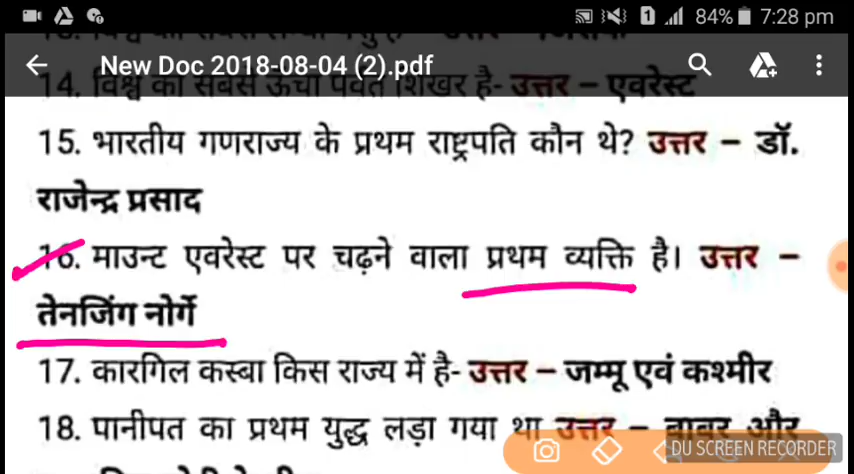 84% 7:28 pm
New Doc 2018-08-04 (2).pdf
14. विश्व का सबसे ऊंचा पर्वत शिखर है- उत्तर – एवरेस्ट
15. भारतीय गणराज्य के प्रथम राष्ट्रपति कौन थे? उत्तर – डॉ.
राजेन्द्र प्रसाद
16. माउन्ट एवरेस्ट पर चढ़ने वाला प्रथम व्यक्ति है। उत्तर –
तेनजिंग नोर्गे
17. कारगिल कस्बा किस राज्य में है- उत्तर – जम्मू एवं कश्मीर
18. पानीपत का प्रथम युद्ध लड़ा गया था उत्तर – बाबर और
DU SCREEN RECORDER